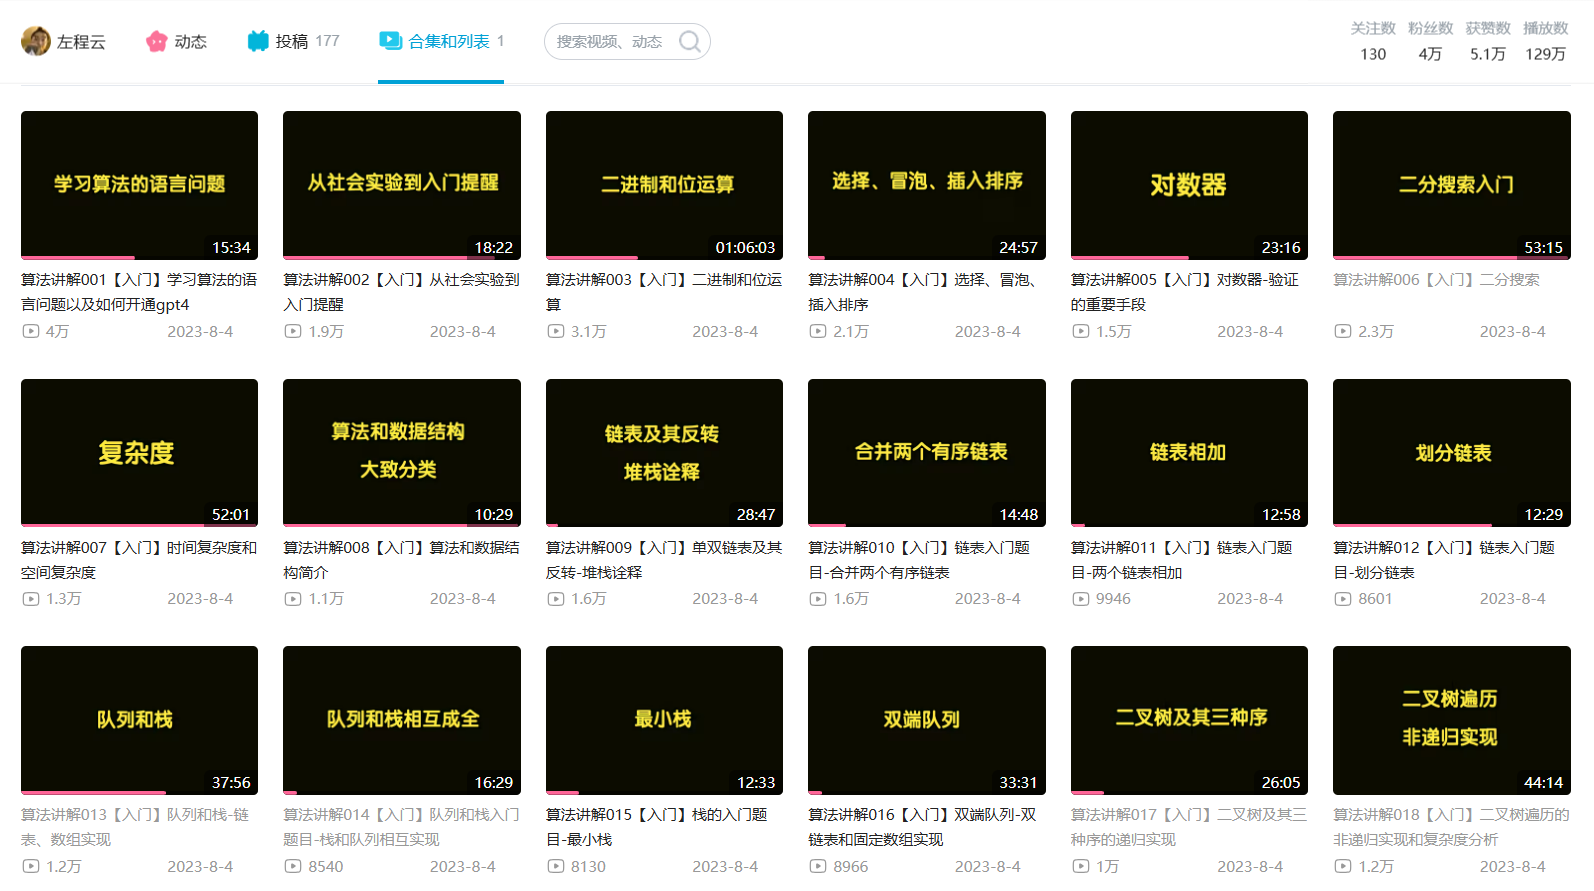 左程云 动态 投稿 177 合集和列表 1 搜索视频、动态
关注数 粉丝数 获赞数 播放数
130 4万 5.1万 129万
学习算法的语言问题
15:34
算法讲解001【入门】学习算法的语
言问题以及如何开通gpt4
4万 2023-8-4
从社会实验到入门提醒
18:22
算法讲解002【入门】从社会实验到
入门提醒
1.9万 2023-8-4
二进制和位运算
01:06:03
算法讲解003【入门】二进制和位运
算
3.1万 2023-8-4
选择、冒泡、插入排序
24:57
算法讲解004【入门】选择、冒泡、
插入排序
2.1万 2023-8-4
对数器
23:16
算法讲解005【入门】对数器-验证
的重要手段
1.5万 2023-8-4
二分搜索入门
53:15
算法讲解006【入门】二分搜索
2.3万 2023-8-4
复杂度
52:01
算法讲解007【入门】时间复杂度和
空间复杂度
1.3万 2023-8-4
算法和数据结构
大致分类
10:29
算法讲解008【入门】算法和数据结
构简介
1.1万 2023-8-4
链表及其反转
堆栈诠释
28:47
算法讲解009【入门】单双链表及其
反转-堆栈诠释
1.6万 2023-8-4
合并两个有序链表
14:48
算法讲解010【入门】链表入门题
目-合并两个有序链表
1.6万 2023-8-4
链表相加
12:58
算法讲解011【入门】链表入门题
目-两个链表相加
9946 2023-8-4
划分链表
12:29
算法讲解012【入门】链表入门题
目-划分链表
8601 2023-8-4
队列和栈
37:56
算法讲解013【入门】队列和栈-链
表、数组实现
1.2万 2023-8-4
队列和栈相互成全
16:29
算法讲解014【入门】队列和栈入门
题目-栈和队列相互实现
8540 2023-8-4
最小栈
12:33
算法讲解015【入门】栈的入门题
目-最小栈
8130 2023-8-4
双端队列
33:31
算法讲解016【入门】双端队列-双
链表和固定数组实现
8966 2023-8-4
二叉树及其三种序
26:05
算法讲解017【入门】二叉树及其三
种序的递归实现
1万 2023-8-4
二叉树遍历
非递归实现
44:14
算法讲解018【入门】二叉树遍历的
非递归实现和复杂度分析
1.2万 2023-8-4